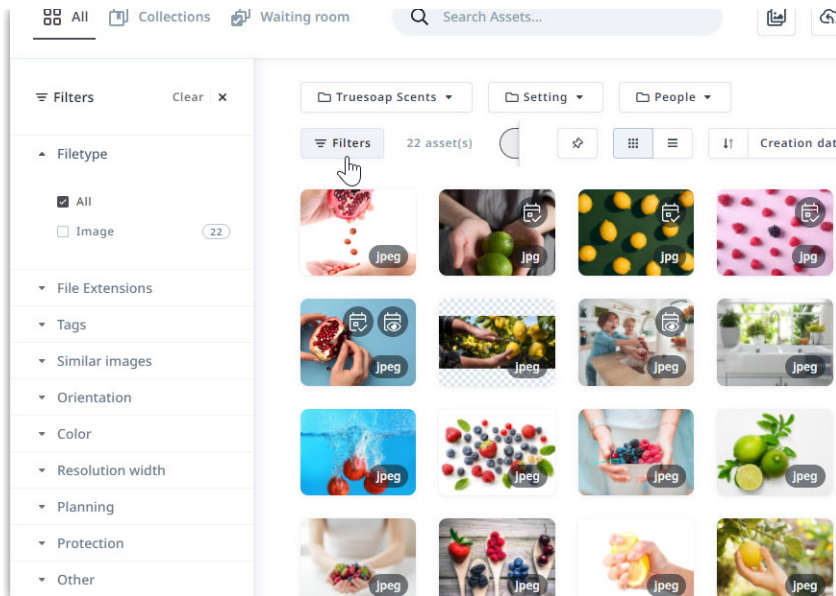 All
Collections
Waiting room
Search Assets...
Filters
Clear
Truesoap Scents
Setting
People
Filters
22 asset(s)
Creation dat
Filetype
All
Image
22
File Extensions
Tags
Similar images
Orientation
Color
Resolution width
Planning
Protection
Other
jpeg
jpg
jpg
jpg
jpeg
jpeg
jpeg
jpeg
jpeg
jpeg
jpeg
jpeg
jpeg
jpeg
jpeg
jpeg